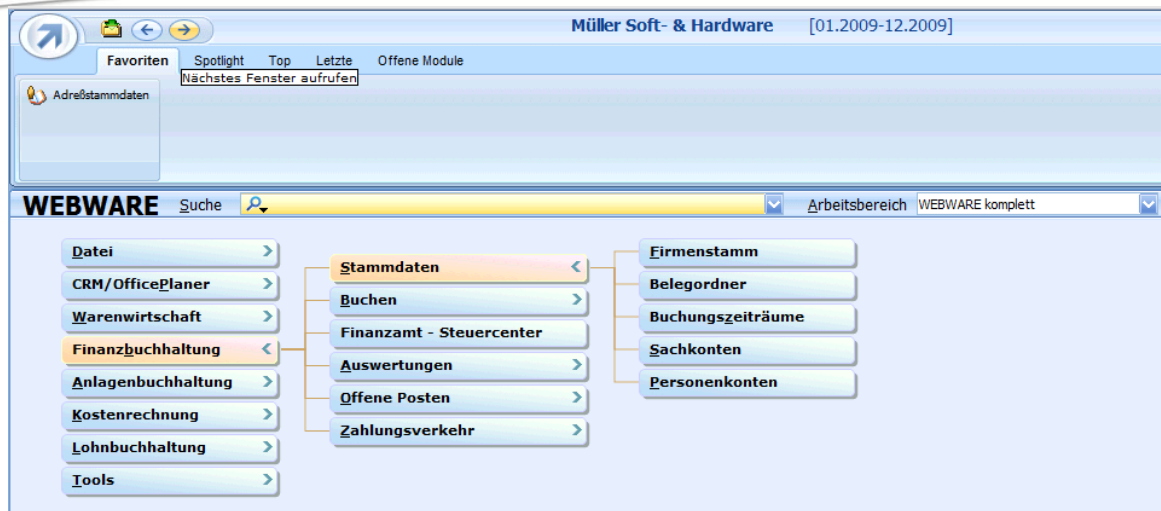 Müller Soft- & Hardware [01.2009-12.2009]
Favoriten Spotlight Top Letzte Offene Module
Nächstes Fenster aufrufen
Adreßstammdaten
WEBWARE Suche Arbeitsbereich WEBWARE komplett
Datei
CRM/OfficePlaner
Warenwirtschaft
Finanzbuchhaltung
Anlagenbuchhaltung
Kostenrechnung
Lohnbuchhaltung
Tools
Stammdaten
Buchen
Finanzamt - Steuercenter
Auswertungen
Offene Posten
Zahlungsverkehr
Firmenstamm
Belegordner
Buchungszeiträume
Sachkonten
Personenkonten